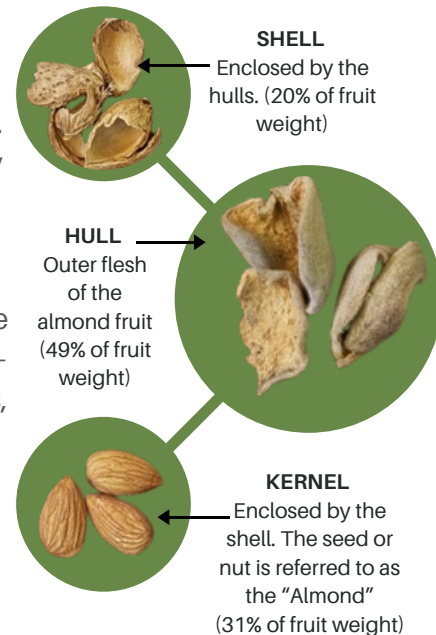 SHELL
Enclosed by the
hulls. (20% of fruit
weight)
HULL
Outer flesh
of the
almond fruit
(49% of fruit
weight)
KERNEL
Enclosed by the
shell. The seed or
nut is referred to as
the “Almond”
(31% of fruit weight)